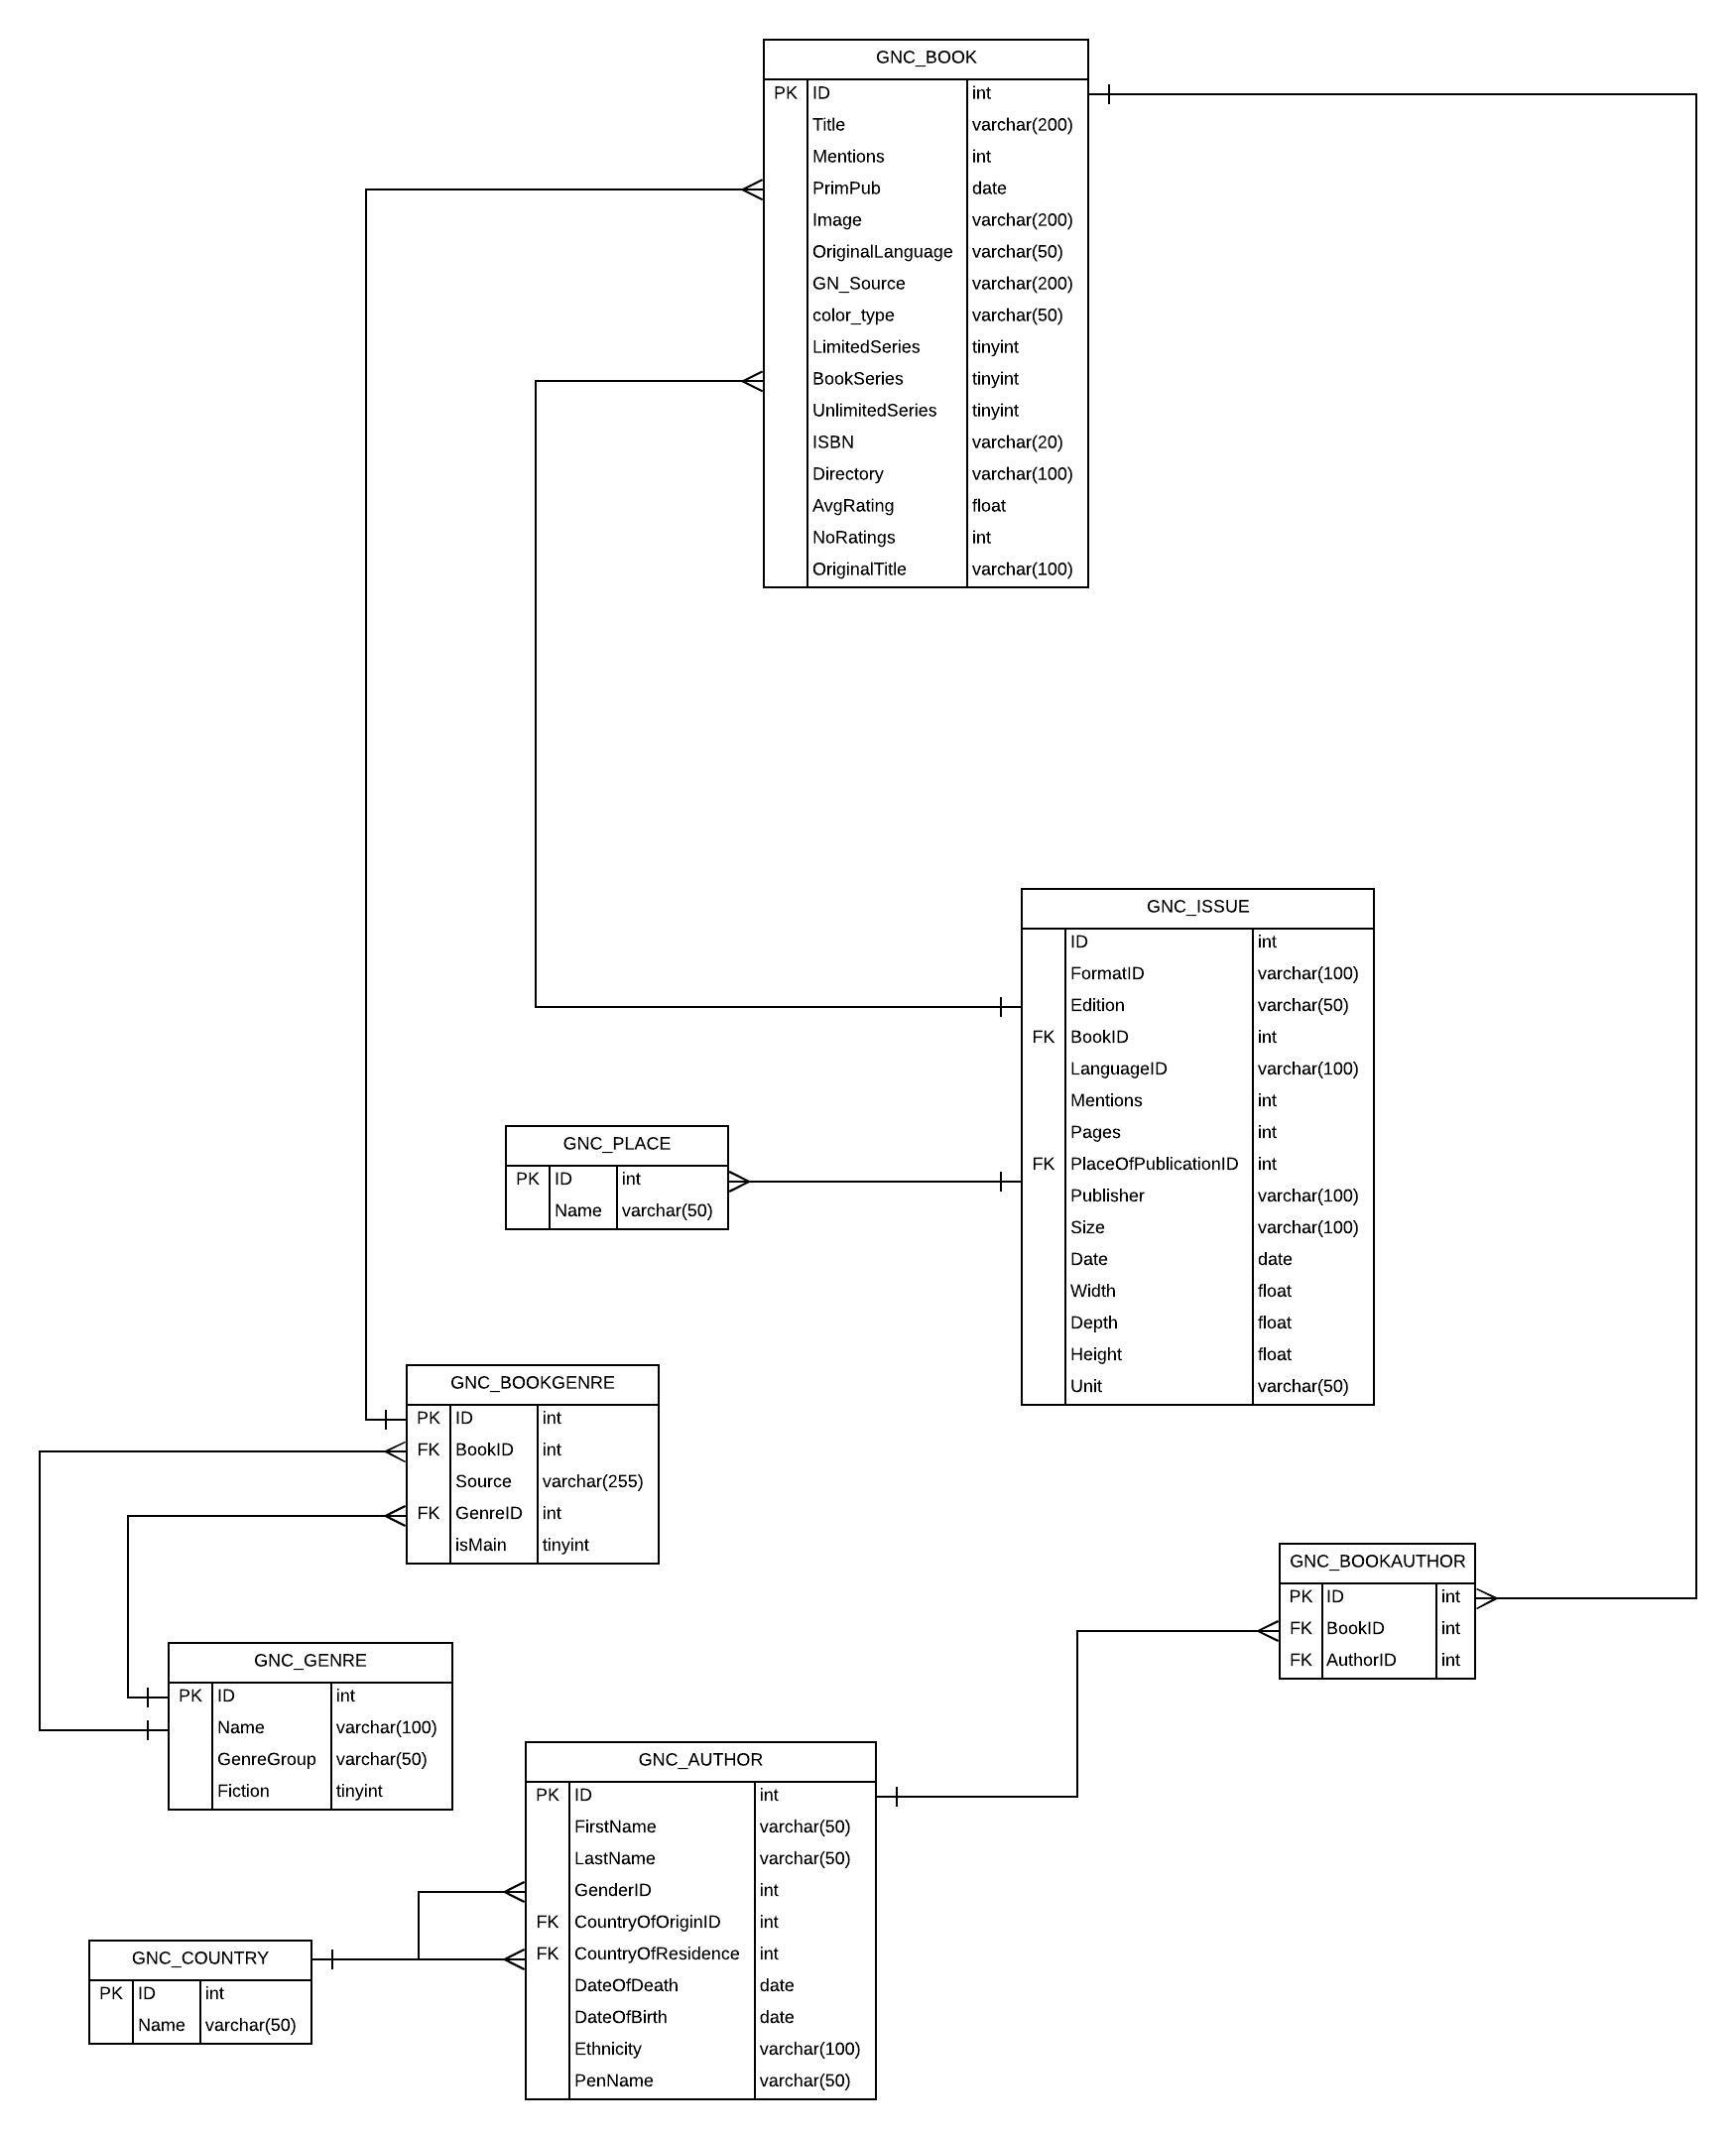 GNC_BOOK
PK ID int
Title varchar(200)
Mentions int
PrimPub date
Image varchar(200)
OriginalLanguage varchar(50)
GN_Source varchar(200)
color_type varchar(50)
LimitedSeries tinyint
BookSeries tinyint
UnlimitedSeries tinyint
ISBN varchar(20)
Directory varchar(100)
AvgRating float
NoRatings int
OriginalTitle varchar(100)
GNC_ISSUE
ID int
FormatID varchar(100)
Edition varchar(50)
FK BookID int
LanguageID varchar(100)
Mentions int
Pages int
FK PlaceOfPublicationID int
Publisher varchar(100)
Size varchar(100)
Date date
Width float
Depth float
Height float
Unit varchar(50)
GNC_PLACE
PK ID int
Name varchar(50)
GNC_BOOKGENRE
PK ID int
FK BookID int
Source varchar(255)
FK GenreID int
isMain tinyint
GNC_BOOKAUTHOR
PK ID int
FK BookID int
FK AuthorID int
GNC_GENRE
PK ID int
Name varchar(100)
GenreGroup varchar(50)
Fiction tinyint
GNC_AUTHOR
PK ID int
FirstName varchar(50)
LastName varchar(50)
GenderID int
FK CountryOfOriginID int
FK CountryOfResidence int
DateOfDeath date
DateOfBirth date
Ethnicity varchar(100)
PenName varchar(50)
GNC_COUNTRY
PK ID int
Name varchar(50)